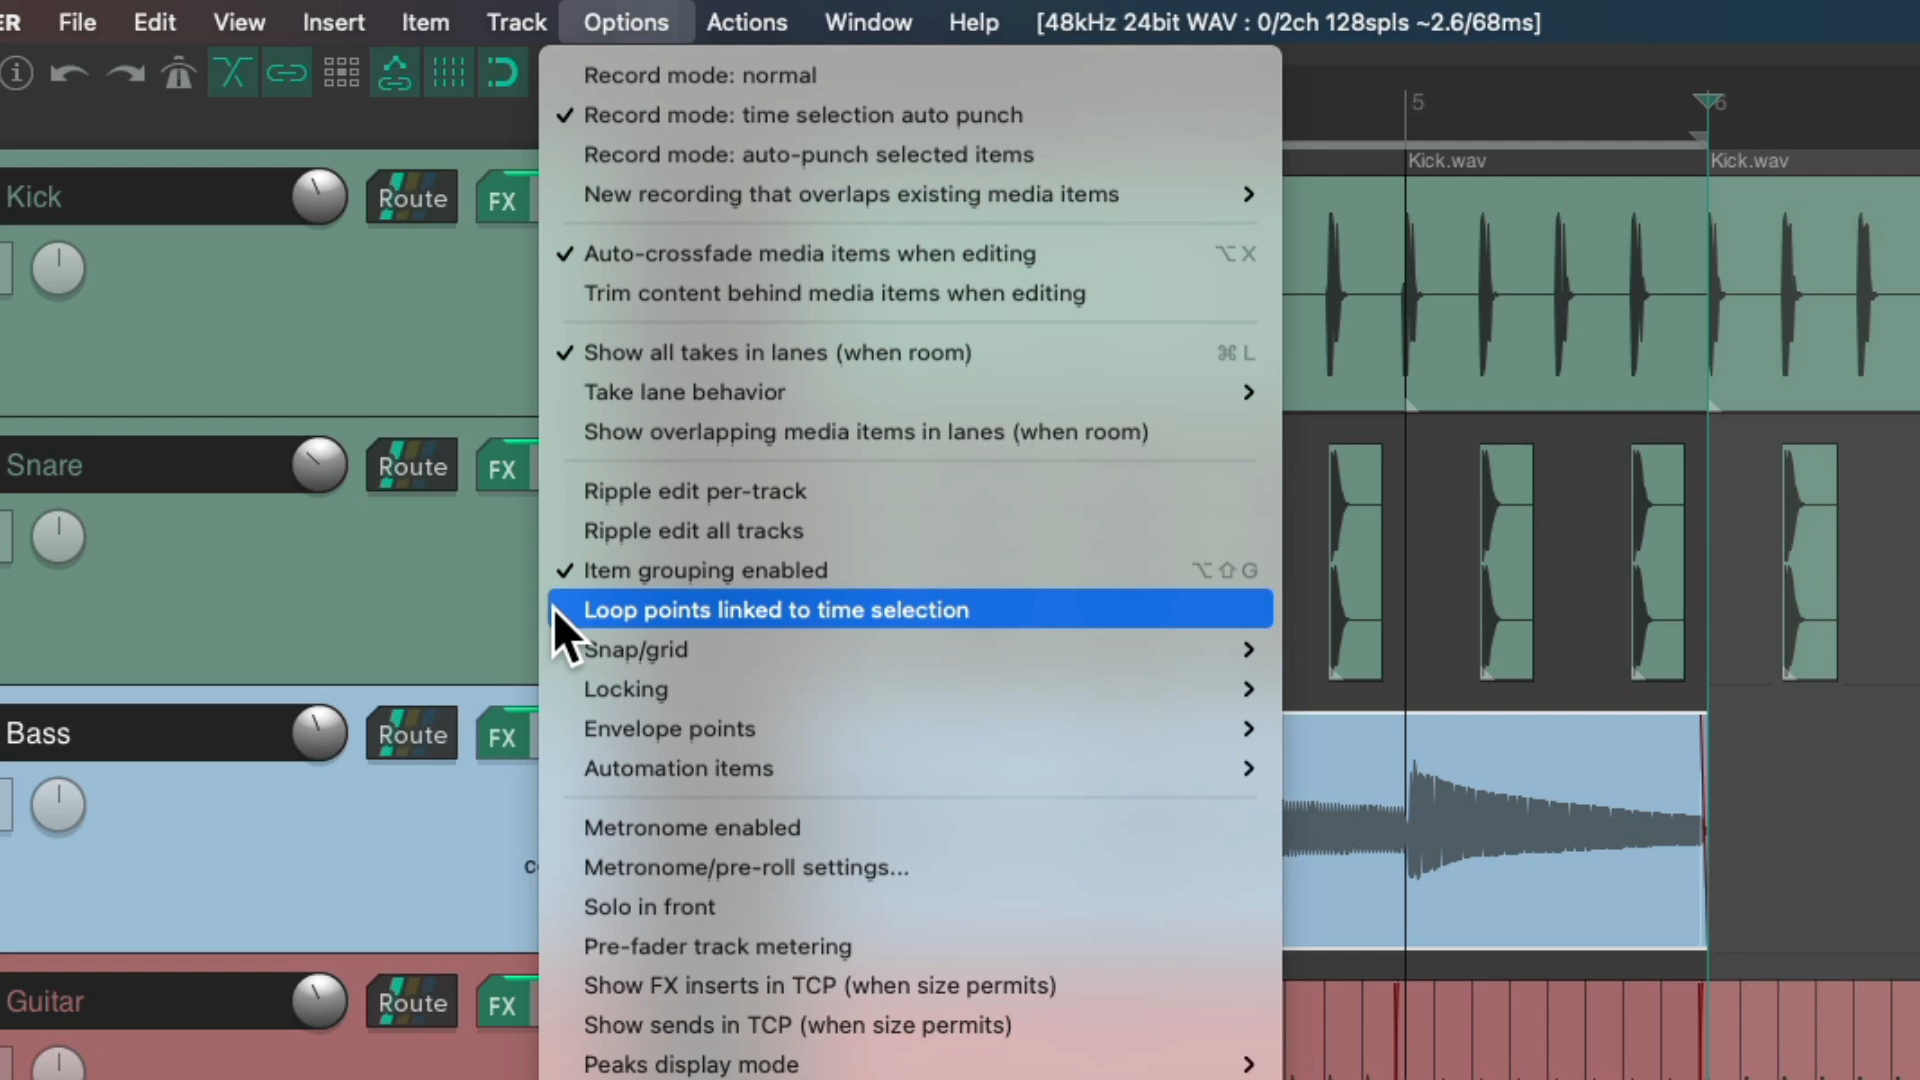 ER File Edit View Insert Item Track Options Actions Window Help [48kHz 24bit WAV : 0/2ch 128spls ~2.6/68ms]
Record mode: normal
✓ Record mode: time selection auto punch
Record mode: auto-punch selected items
New recording that overlaps existing media items
✓ Auto-crossfade media items when editing ⌥X
Trim content behind media items when editing
✓ Show all takes in lanes (when room) ⌘L
Take lane behavior
Show overlapping media items in lanes (when room)
Ripple edit per-track
Ripple edit all tracks
✓ Item grouping enabled ⌥⇧G
Loop points linked to time selection
Snap/grid
Locking
Envelope points
Automation items
Metronome enabled
Metronome/pre-roll settings...
Solo in front
Pre-fader track metering
Show FX inserts in TCP (when size permits)
Show sends in TCP (when size permits)
Peaks display mode
5 6
Kick.wav Kick.wav
Kick Route FX
Snare Route FX
Bass Route FX
Guitar Route FX